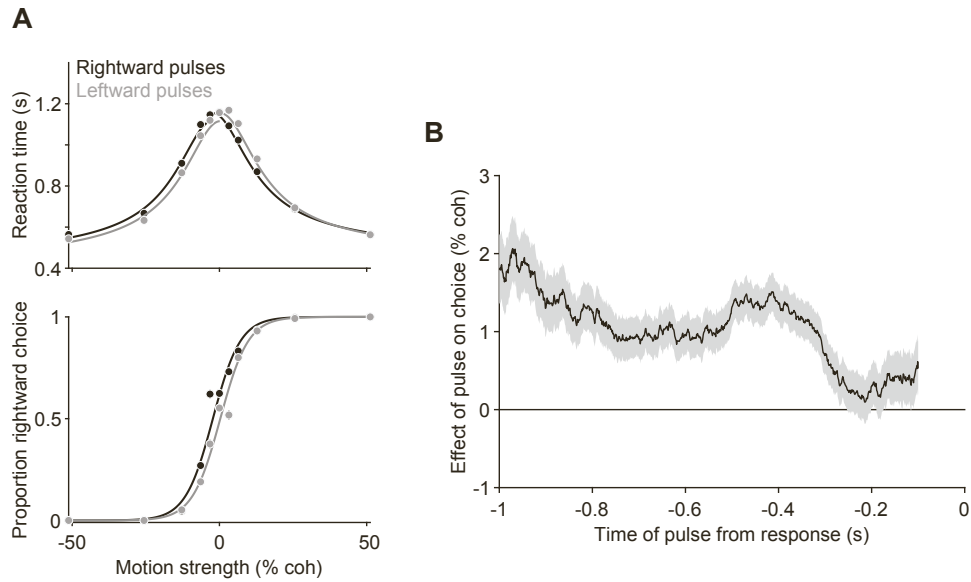 A
Rightward pulses
Leftward pulses
Reaction time (s)
1.2
0.8
0.4
Proportion rightward choice
1
0.5
0
-50
0
50
Motion strength (% coh)
B
Effect of pulse on choice (% coh)
3
2
1
0
-1
-1
-0.8
-0.6
-0.4
-0.2
0
Time of pulse from response (s)